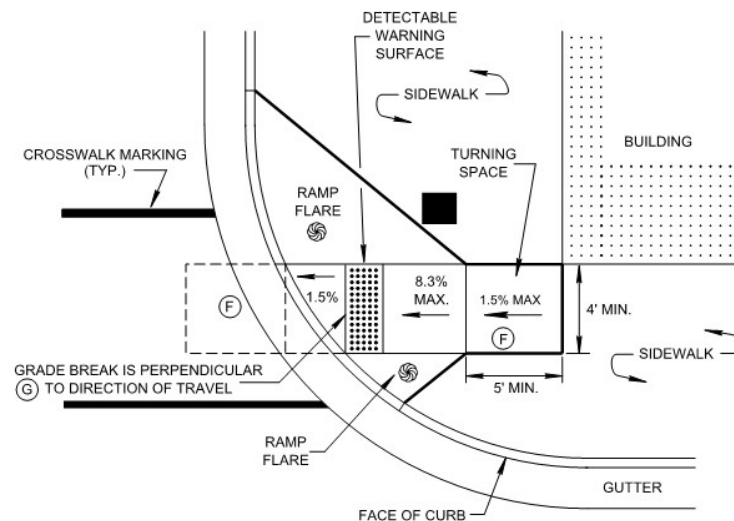 DETECTABLE
WARNING
SURFACE
SIDEWALK
BUILDING
CROSSWALK MARKING
(TYP.)
TURNING
SPACE
RAMP
FLARE
8.3%
MAX.
1.5%
1.5% MAX
F
F
4' MIN.
GRADE BREAK IS PERPENDICULAR
G TO DIRECTION OF TRAVEL
SIDEWALK
5' MIN.
RAMP
FLARE
GUTTER
FACE OF CURB